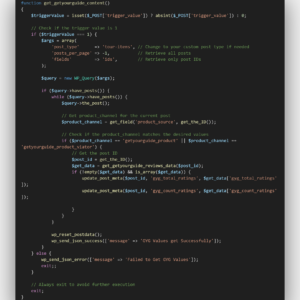 #function get_getyourguide_content()
{
$triggerValue = isset($_POST['trigger_value']) ? absint($_POST['trigger_value']) : 0;
// Check if the trigger value is 1
if ($triggerValue === 1) {
$args = array(
'post_type' => 'tour-item', // Change to your custom post type if needed
'posts_per_page' => -1, // Retrieve all posts
'fields' => 'ids', // Retrieve only post IDs
);
$query = new WP_Query($args);
if ($query->have_posts()) {
while ($query->have_posts()) {
$query->the_post();
// Get product channel for the current post
$product_channel = get_field('product_source', get_the_ID());
// Check if the product_channel matches the desired values
if ($product_channel == 'getyourguide_product' || $product_channel ==
'getyourguide_product_viator') {
// Get the post ID
$post_id = get_the_ID();
$get_data = get_getyourguide_reviews_data($post_id);
if (!empty($get_data) && is_array($get_data)) {
update_post_meta($post_id, 'gyg_total_ratings', $get_data['gyg_total_ratings'
]);
update_post_meta($post_id, 'gyg_count_ratings', $get_data['gyg_count_ratings'
]);
}
}
}
wp_reset_postdata();
wp_send_json_success(['message' => 'GYG Values get Successfully']);
}
} else {
wp_send_json_error(['message' => 'Failed to Get GYG Values']);
exit;
}
// Always exit to avoid further execution
exit;
}